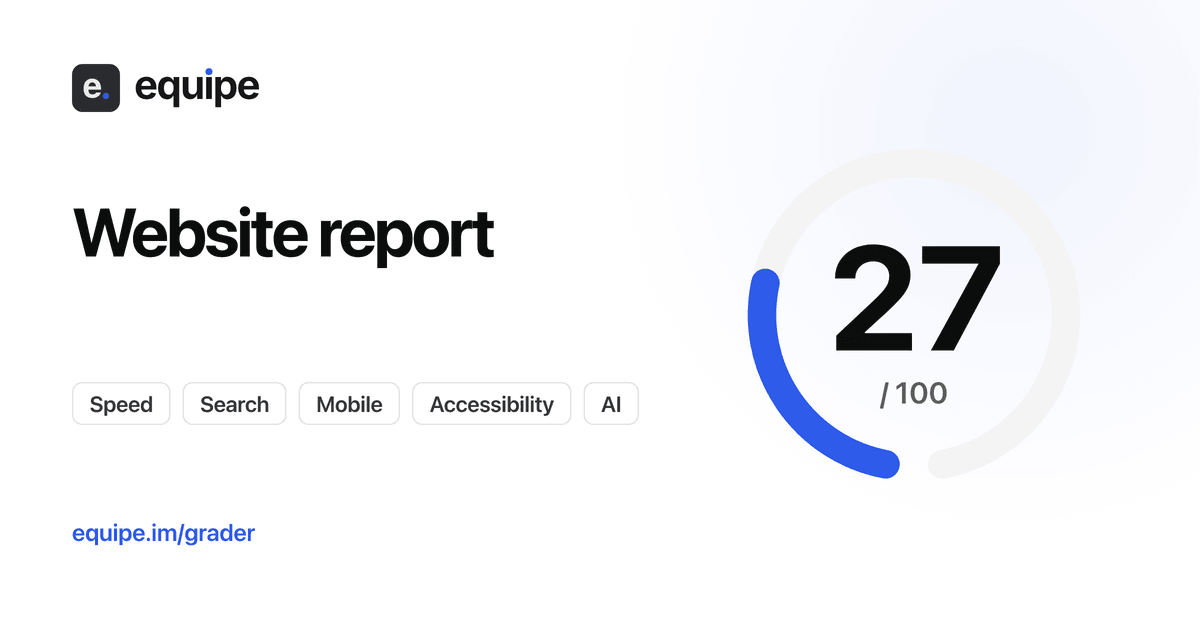 e. equipe
Website report
27
/ 100
Speed Search Mobile Accessibility AI
equipe.im/grader